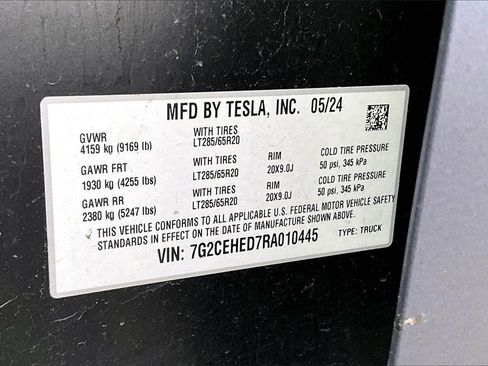 MFD BY TESLA, INC. 05/24
GVWR WITH TIRES
4159 kg (9169 lb) LT285/65R20
GAWR FRT WITH TIRES RIM COLD TIRE PRESSURE
1930 kg (4255 lbs) LT285/65R20 20X9.0J 50 psi, 345 kPa
GAWR RR WITH TIRES RIM COLD TIRE PRESSURE
2380 kg (5247 lbs) LT285/65R20 20X9.0J 50 psi, 345 kPa
THIS VEHICLE CONFORMS TO ALL APPLICABLE U.S. FEDERAL MOTOR VEHICLE SAFETY
STANDARDS IN EFFECT ON THE DATE OF MANUFACTURE SHOWN ABOVE.
VIN: 7G2CEHED7RA010445 TYPE: TRUCK